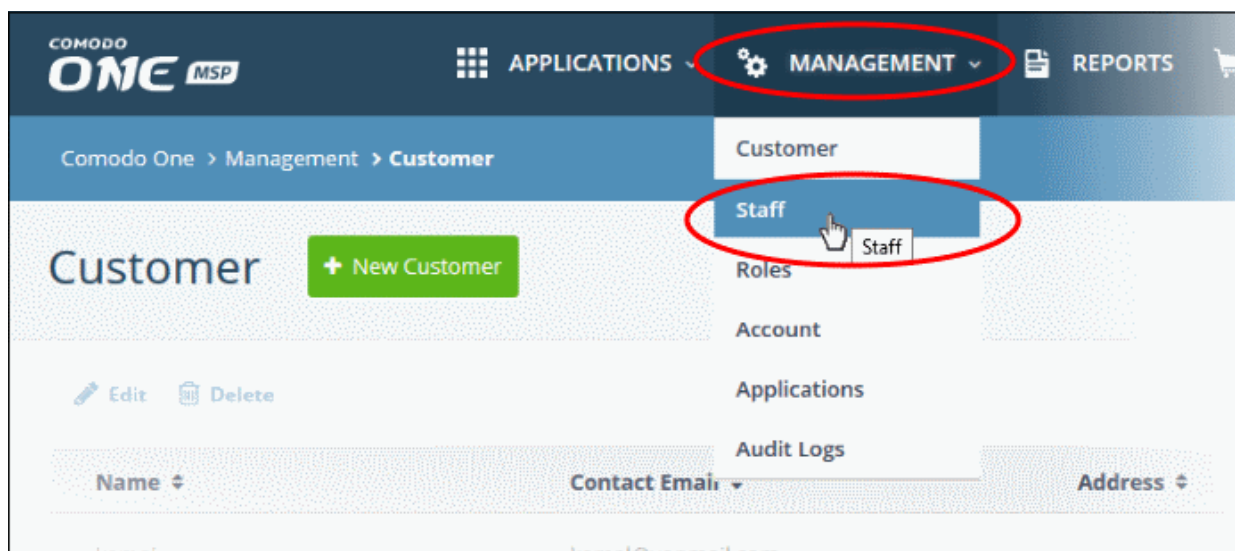 COMODO
ONE MSP
APPLICATIONS
MANAGEMENT
REPORTS
Comodo One > Management > Customer
Customer
Staff
Staff
Roles
Account
Applications
Audit Logs
Customer
+ New Customer
Edit
Delete
Name
Contact Email
Address